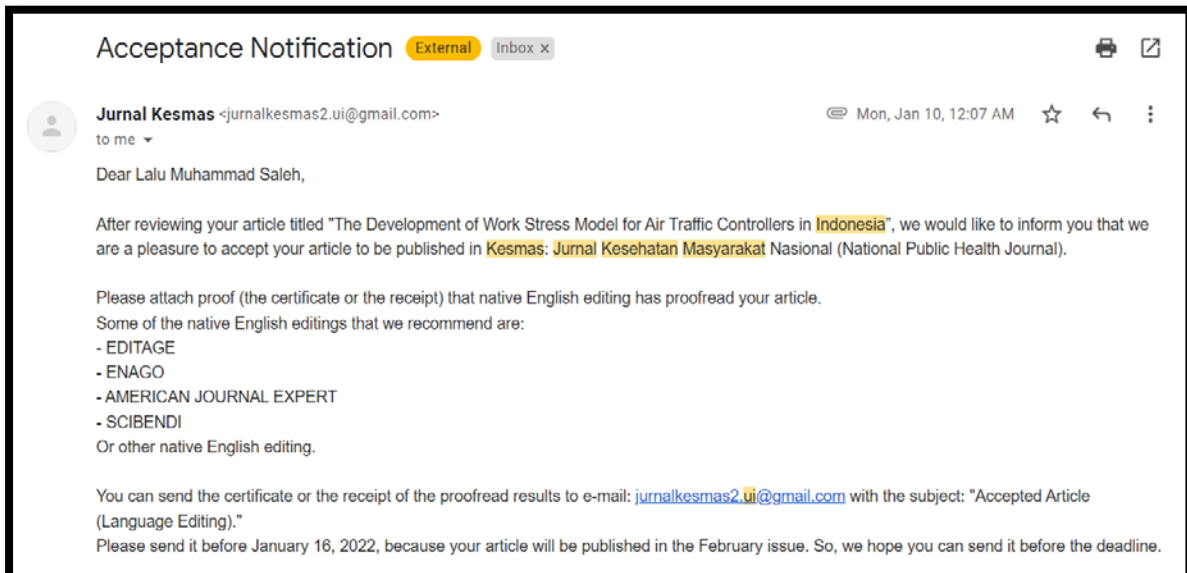 Acceptance Notification External Inbox x
Jurnal Kesmas <jurnalkesmas2.ui@gmail.com> Mon, Jan 10, 12:07 AM
to me
Dear Lalu Muhammad Saleh,
After reviewing your article titled "The Development of Work Stress Model for Air Traffic Controllers in Indonesia", we would like to inform you that we
are a pleasure to accept your article to be published in Kesmas: Jurnal Kesehatan Masyarakat Nasional (National Public Health Journal).
Please attach proof (the certificate or the receipt) that native English editing has proofread your article.
Some of the native English editings that we recommend are:
- EDITAGE
- ENAGO
- AMERICAN JOURNAL EXPERT
- SCIBENDI
Or other native English editing.
You can send the certificate or the receipt of the proofread results to e-mail: jurnalkesmas2.ui@gmail.com with the subject: "Accepted Article
(Language Editing)."
Please send it before January 16, 2022, because your article will be published in the February issue. So, we hope you can send it before the deadline.